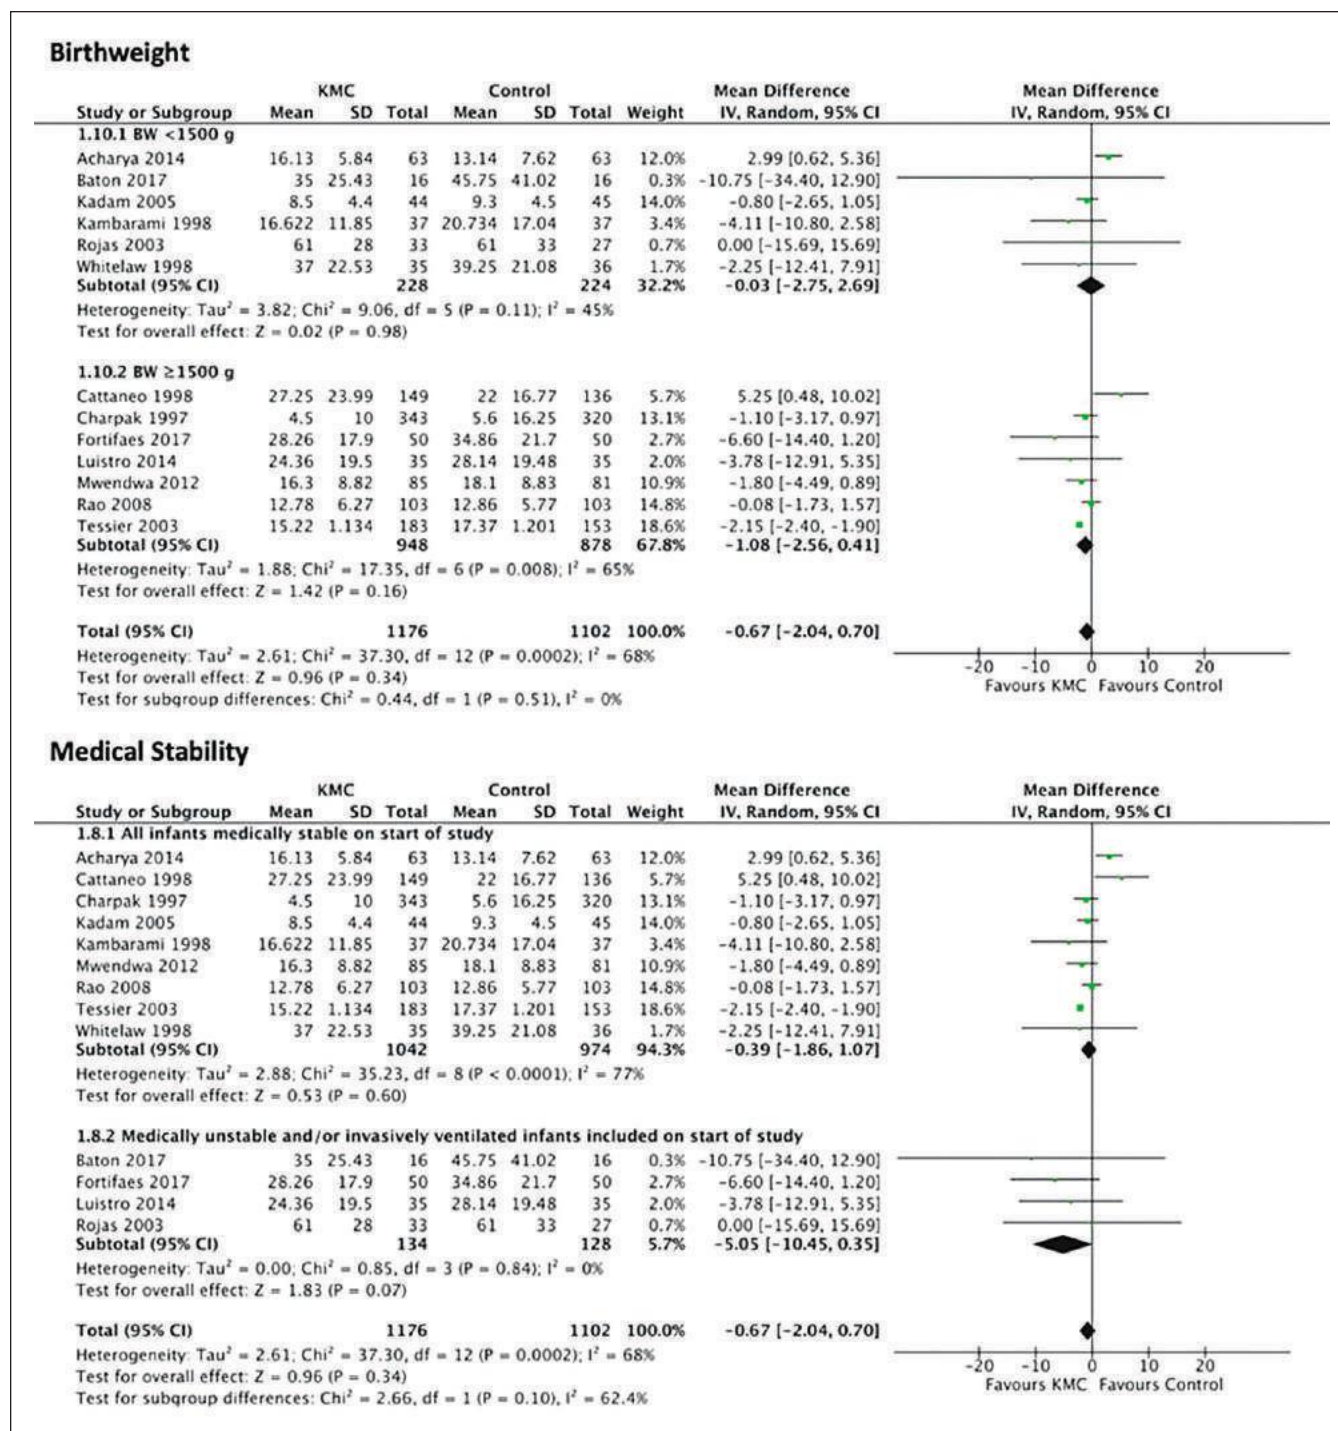 Birthweight
KMC Control Mean Difference Mean Difference
Study or Subgroup Mean SD Total Mean SD Total Weight IV, Random, 95% CI IV, Random, 95% CI
1.10.1 BW <1500 g
Acharya 2014 16.13 5.84 63 13.14 7.62 63 12.0% 2.99 [0.62, 5.36]
Baton 2017 35 25.43 16 45.75 41.02 16 0.3% -10.75 [-34.40, 12.90]
Kadam 2005 8.5 4.4 44 9.3 4.5 45 14.0% -0.80 [-2.65, 1.05]
Kambarami 1998 16.622 11.85 37 20.734 17.04 37 3.4% -4.11 [-10.80, 2.58]
Rojas 2003 61 28 33 61 33 27 0.7% 0.00 [-15.69, 15.69]
Whitelaw 1998 37 22.53 35 39.25 21.08 36 1.7% -2.25 [-12.41, 7.91]
Subtotal (95% CI) 228 224 32.2% -0.03 [-2.75, 2.69]
Heterogeneity: Tau² = 3.82; Chi² = 9.06, df = 5 (P = 0.11); I² = 45%
Test for overall effect: Z = 0.02 (P = 0.98)
1.10.2 BW ≥1500 g
Cattaneo 1998 27.25 23.99 149 22 16.77 136 5.7% 5.25 [0.48, 10.02]
Charpak 1997 4.5 10 343 5.6 16.25 320 13.1% -1.10 [-3.17, 0.97]
Fortifaes 2017 28.26 17.9 50 34.86 21.7 50 2.7% -6.60 [-14.40, 1.20]
Luistro 2014 24.36 19.5 35 28.14 19.48 35 2.0% -3.78 [-12.91, 5.35]
Mwendwa 2012 16.3 8.82 85 18.1 8.83 81 10.9% -1.80 [-4.49, 0.89]
Rao 2008 12.78 6.27 103 12.86 5.77 103 14.8% -0.08 [-1.73, 1.57]
Tessier 2003 15.22 1.134 183 17.37 1.201 153 18.6% -2.15 [-2.40, -1.90]
Subtotal (95% CI) 948 878 67.8% -1.08 [-2.56, 0.41]
Heterogeneity: Tau² = 1.88; Chi² = 17.35, df = 6 (P = 0.008); I² = 65%
Test for overall effect: Z = 1.42 (P = 0.16)
Total (95% CI) 1176 1102 100.0% -0.67 [-2.04, 0.70]
Heterogeneity: Tau² = 2.61; Chi² = 37.30, df = 12 (P = 0.0002); I² = 68%
Test for overall effect: Z = 0.96 (P = 0.34)
Test for subgroup differences: Chi² = 0.44, df = 1 (P = 0.51), I² = 0%
-20 -10 0 10 20
Favours KMC Favours Control
Medical Stability
KMC Control Mean Difference Mean Difference
Study or Subgroup Mean SD Total Mean SD Total Weight IV, Random, 95% CI IV, Random, 95% CI
1.8.1 All infants medically stable on start of study
Acharya 2014 16.13 5.84 63 13.14 7.62 63 12.0% 2.99 [0.62, 5.36]
Cattaneo 1998 27.25 23.99 149 22 16.77 136 5.7% 5.25 [0.48, 10.02]
Charpak 1997 4.5 10 343 5.6 16.25 320 13.1% -1.10 [-3.17, 0.97]
Kadam 2005 8.5 4.4 44 9.3 4.5 45 14.0% -0.80 [-2.65, 1.05]
Kambarami 1998 16.622 11.85 37 20.734 17.04 37 3.4% -4.11 [-10.80, 2.58]
Mwendwa 2012 16.3 8.82 85 18.1 8.83 81 10.9% -1.80 [-4.49, 0.89]
Rao 2008 12.78 6.27 103 12.86 5.77 103 14.8% -0.08 [-1.73, 1.57]
Tessier 2003 15.22 1.134 183 17.37 1.201 153 18.6% -2.15 [-2.40, -1.90]
Whitelaw 1998 37 22.53 35 39.25 21.08 36 1.7% -2.25 [-12.41, 7.91]
Subtotal (95% CI) 1042 974 94.3% -0.39 [-1.86, 1.07]
Heterogeneity: Tau² = 2.88; Chi² = 35.23, df = 8 (P < 0.0001); I² = 77%
Test for overall effect: Z = 0.53 (P = 0.60)
1.8.2 Medically unstable and/or invasively ventilated infants included on start of study
Baton 2017 35 25.43 16 45.75 41.02 16 0.3% -10.75 [-34.40, 12.90]
Fortifaes 2017 28.26 17.9 50 34.86 21.7 50 2.7% -6.60 [-14.40, 1.20]
Luistro 2014 24.36 19.5 35 28.14 19.48 35 2.0% -3.78 [-12.91, 5.35]
Rojas 2003 61 28 33 61 33 27 0.7% 0.00 [-15.69, 15.69]
Subtotal (95% CI) 134 128 5.7% -5.05 [-10.45, 0.35]
Heterogeneity: Tau² = 0.00; Chi² = 0.85, df = 3 (P = 0.84); I² = 0%
Test for overall effect: Z = 1.83 (P = 0.07)
Total (95% CI) 1176 1102 100.0% -0.67 [-2.04, 0.70]
Heterogeneity: Tau² = 2.61; Chi² = 37.30, df = 12 (P = 0.0002); I² = 68%
Test for overall effect: Z = 0.96 (P = 0.34)
Test for subgroup differences: Chi² = 2.66, df = 1 (P = 0.10), I² = 62.4%
-20 -10 0 10 20
Favours KMC Favours Control